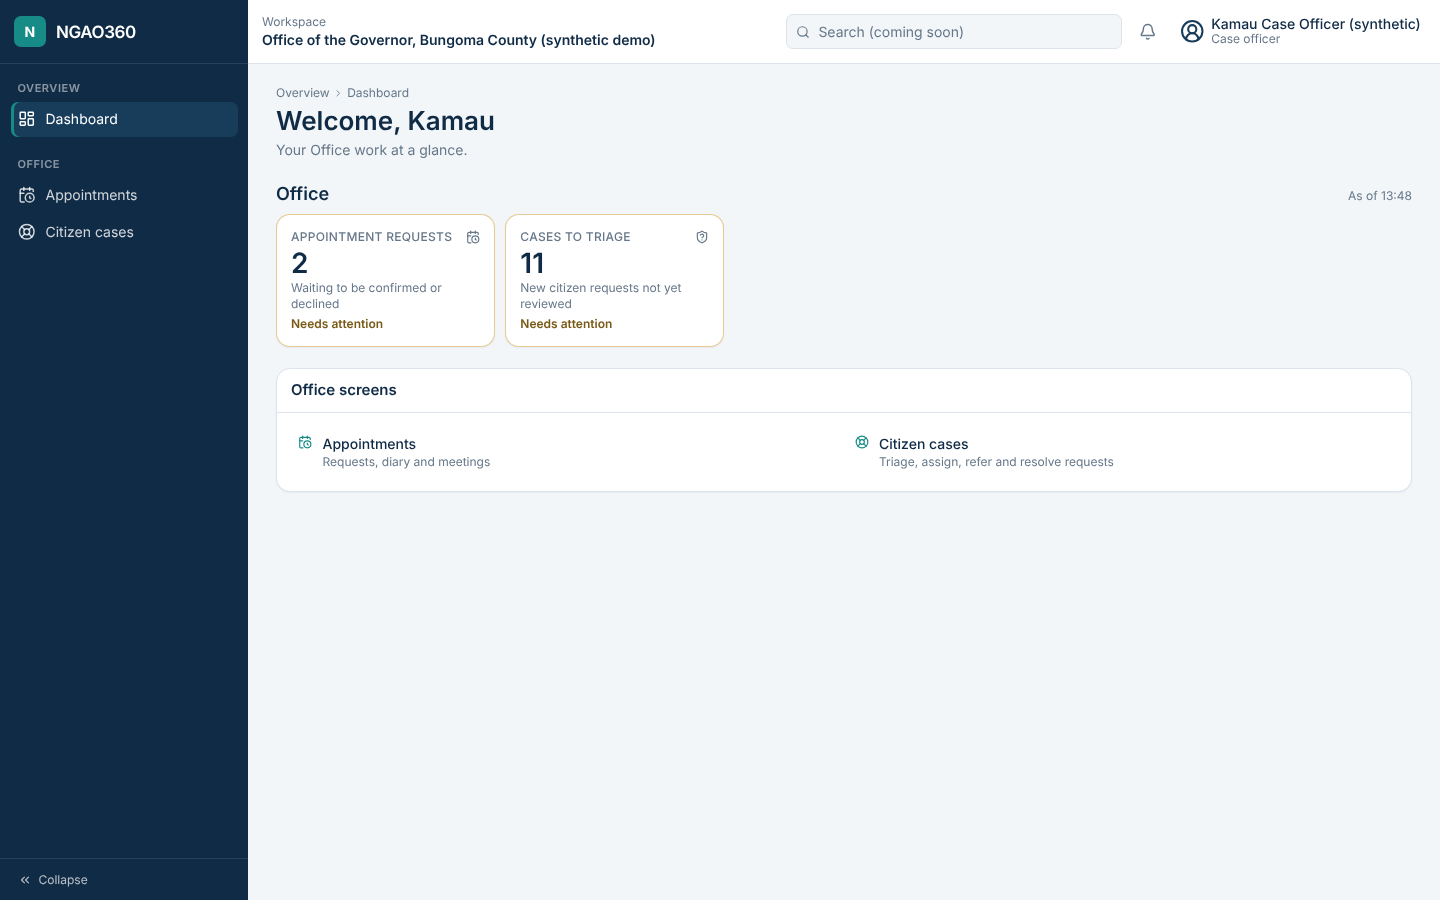 N NGAO360
OVERVIEW
Dashboard
OFFICE
Appointments
Citizen cases
Collapse
Workspace
Office of the Governor, Bungoma County (synthetic demo)
Search (coming soon)
Kamau Case Officer (synthetic)
Case officer
Overview > Dashboard
Welcome, Kamau
Your Office work at a glance.
Office
As of 13:48
APPOINTMENT REQUESTS
2
Waiting to be confirmed or
declined
Needs attention
CASES TO TRIAGE
11
New citizen requests not yet
reviewed
Needs attention
Office screens
Appointments
Requests, diary and meetings
Citizen cases
Triage, assign, refer and resolve requests